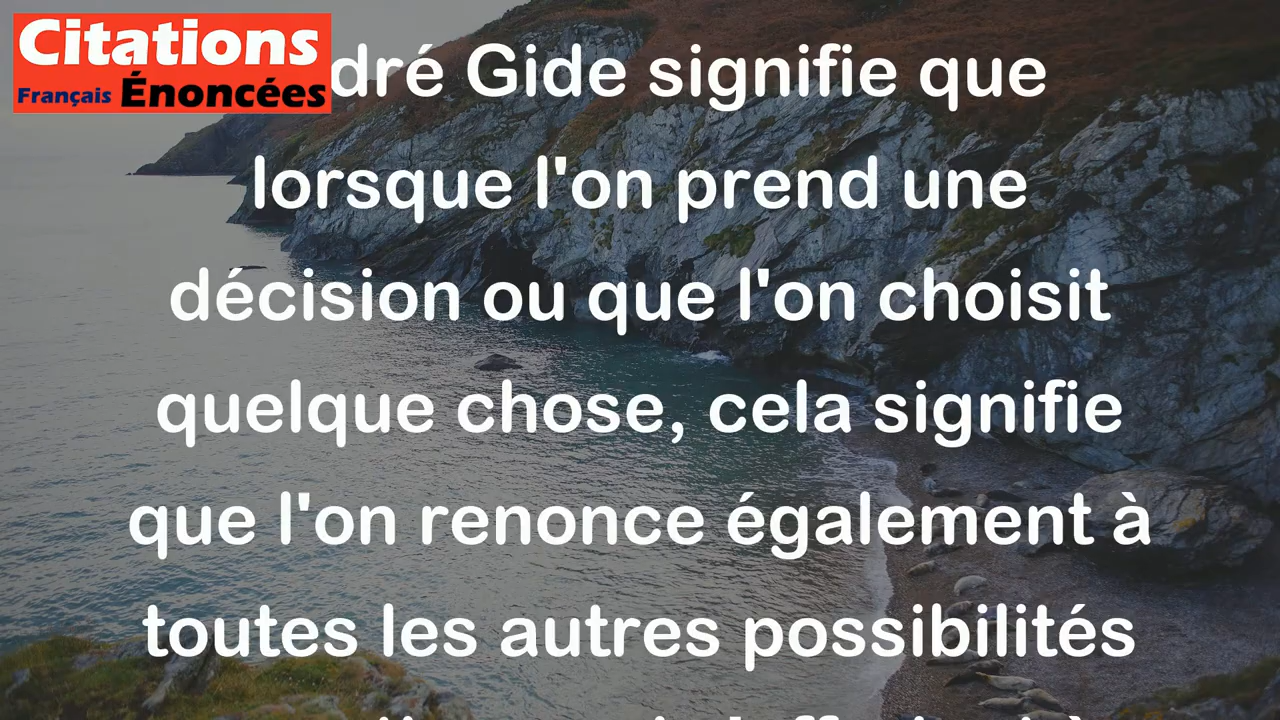 Citations
Français Énoncées
dré Gide signifie que
lorsque l'on prend une
décision ou que l'on choisit
quelque chose, cela signifie
que l'on renonce également à
toutes les autres possibilités